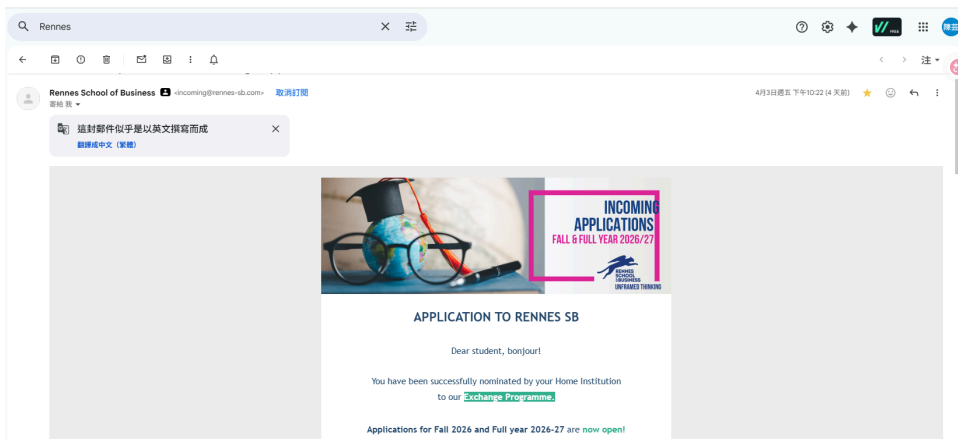 Rennes
FREE
陳芸
注
Rennes School of Business <incoming@rennes-sb.com> 取消訂閱
4月3日週五 下午10:22 (4 天前)
寄給 我
這封郵件似乎是以英文撰寫而成
翻譯成中文（繁體）
INCOMING
APPLICATIONS
FALL & FULL YEAR 2026/27
RENNES
SCHOOL
OF BUSINESS
UNFRAMED THINKING
APPLICATION TO RENNES SB
Dear student, bonjour!
You have been successfully nominated by your Home Institution
to our Exchange Programme.
Applications for Fall 2026 and Full year 2026-27 are now open!